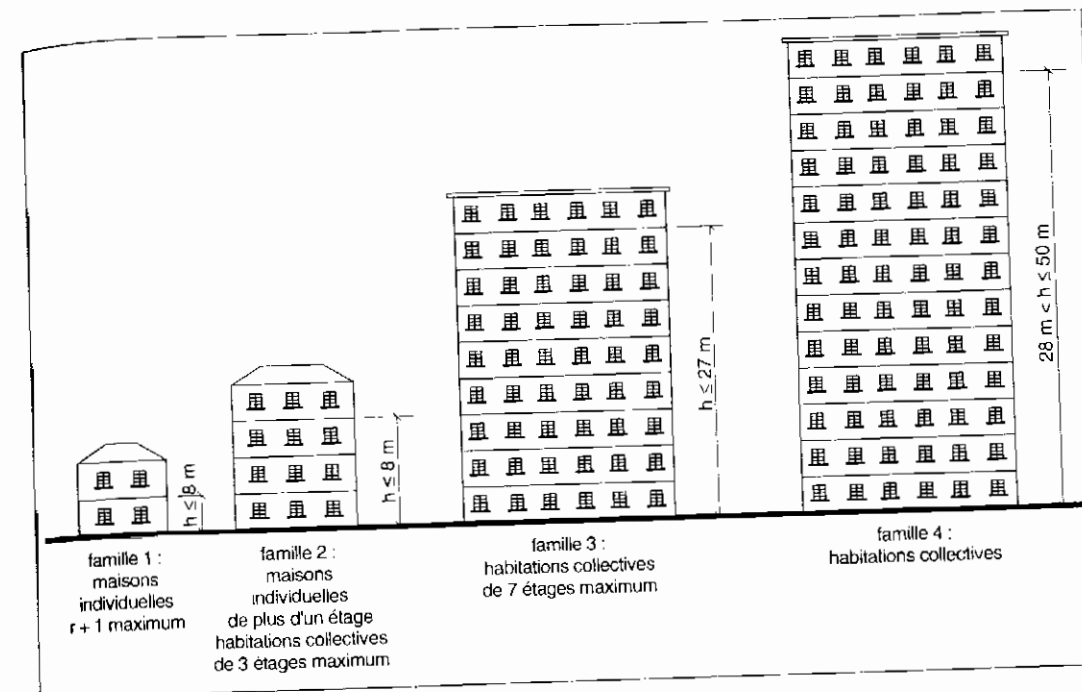 h ≤ 8 m
h ≤ 8 m
h ≤ 27 m
28 m < h ≤ 50 m
famille 1 :
maisons
individuelles
r + 1 maximum
famille 2 :
maisons
individuelles
de plus d'un étage
habitations collectives
de 3 étages maximum
famille 3 :
habitations collectives
de 7 étages maximum
famille 4 :
habitations collectives